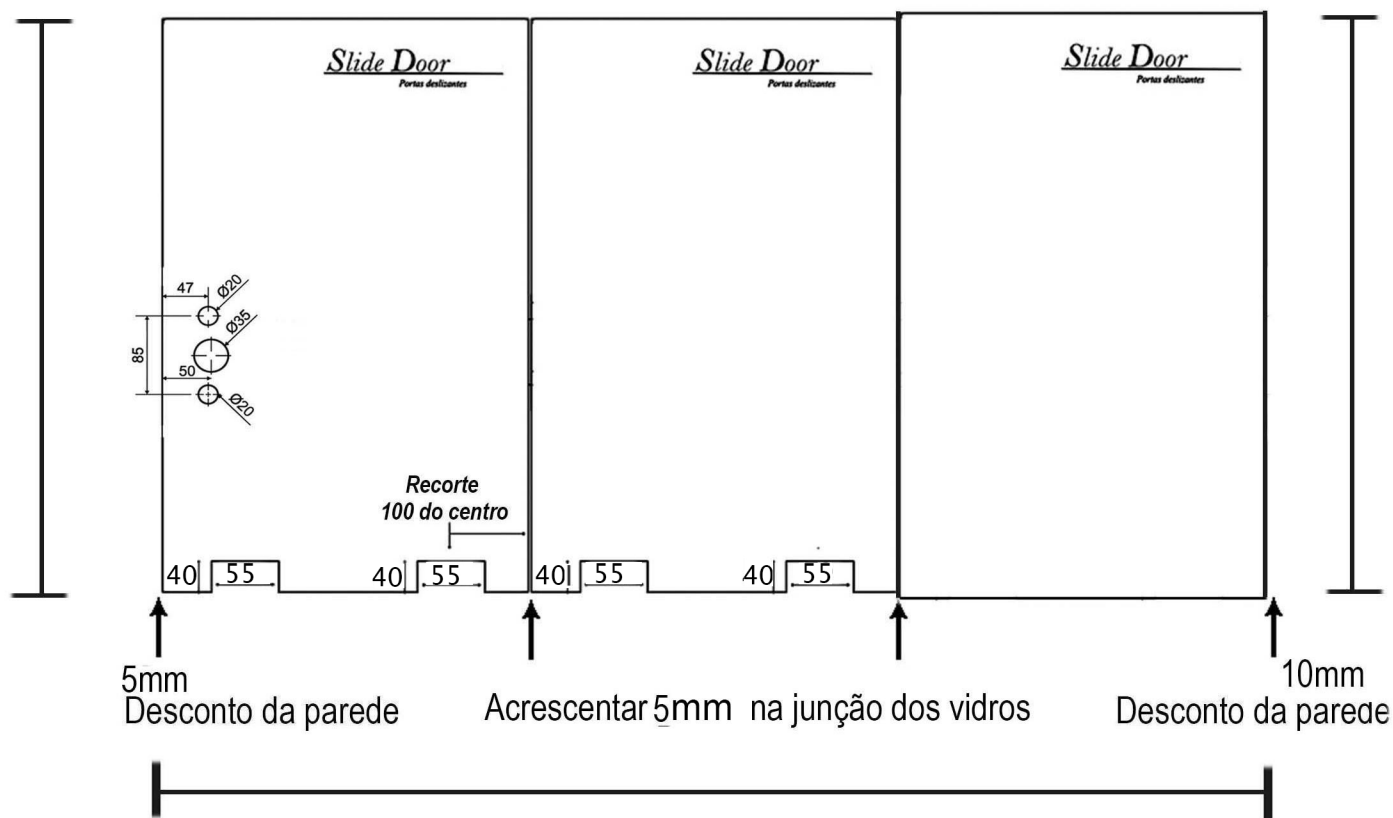 Slide Door
Portas deslizantes
Slide Door
Portas deslizantes
Slide Door
Portas deslizantes
47
Ø20
Ø35
85
50
Ø20
Recorte
100 do centro
40 55 40 55 40 55 40 55
5mm
Desconto da parede
Acrescentar 5mm na junção dos vidros
10mm
Desconto da parede